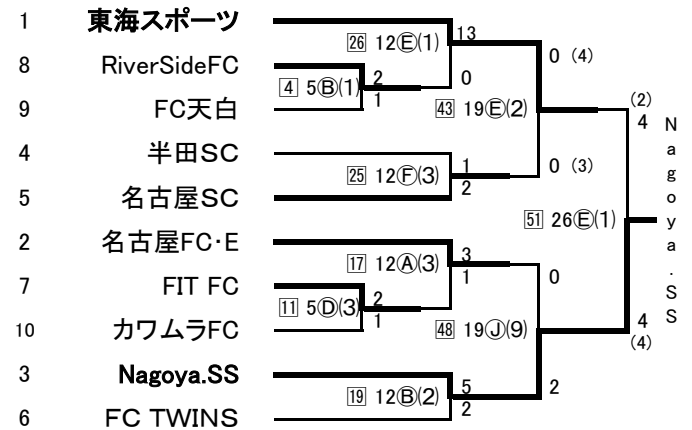 1 東海スポーツ
26 12Ⓔ(1)
13
0 (4)
8 RiverSideFC
4 5Ⓑ(1)
2
0
9 FC天白
1
43 19Ⓔ(2)
(2)
4
4 半田SC
25 12Ⓕ(3)
1
0 (3)
5 名古屋SC
2
51 26Ⓔ(1)
Nagoya.SS
2 名古屋FC·E
17 12Ⓐ(3)
3
7 FIT FC
11 5Ⓓ(3)
2
1
0
10 カワムラFC
1
48 19Ⓙ(9)
4
(4)
3 Nagoya.SS
19 12Ⓑ(2)
5
2
6 FC TWINS
2